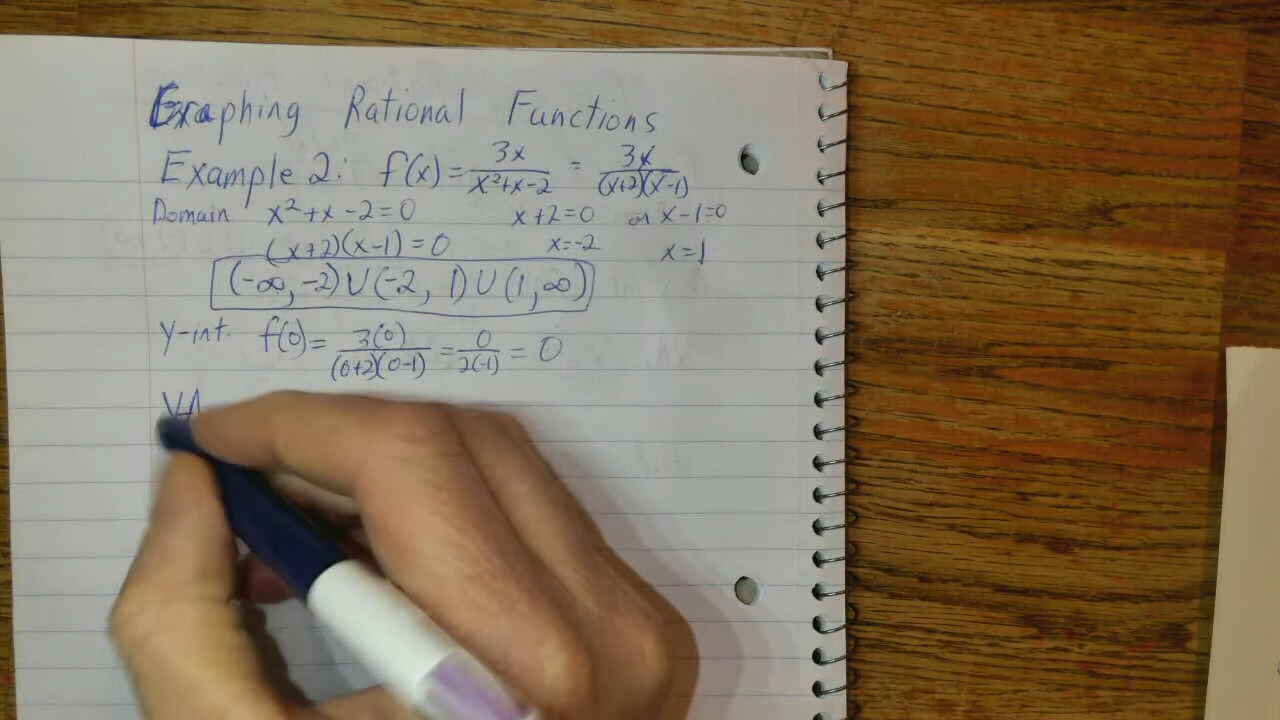 Graphing Rational Functions
Example 2: f(x) = 3x/(x²+x-2) = 3x/((x+2)(x-1))
Domain x²+x-2=0 x+2=0 or x-1=0
(x+2)(x-1)=0 x=-2 x=1
(-∞,-2)∪(-2, 1)∪(1,∞)
Y-int. f(0)= 3(0)/((0+2)(0-1)) = 0/(2(-1)) = 0
VA